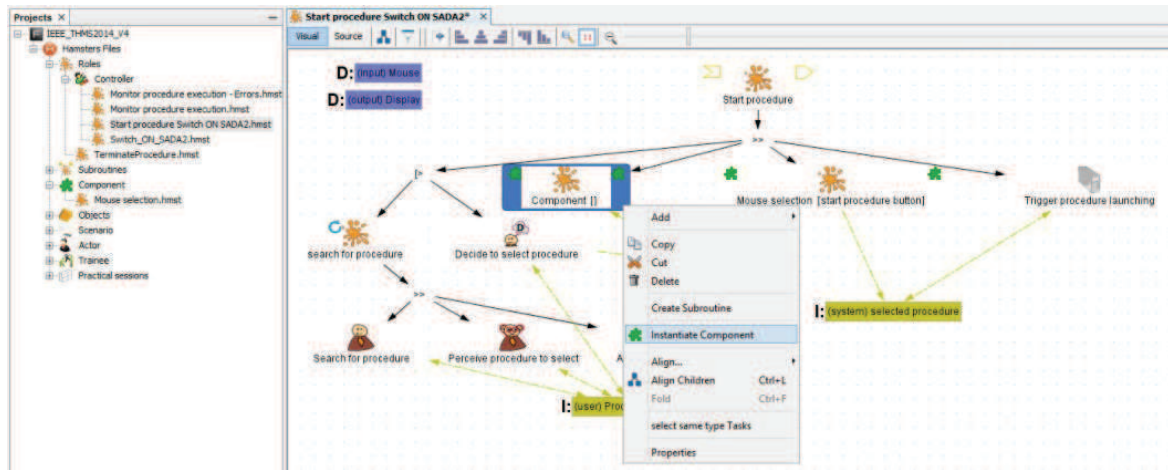 Projects ×
IEEE_THMS2014_V4
Hamsters Files
Roles
Controller
Monitor procedure execution - Errors.hmst
Monitor procedure execution.hmst
Start procedure Switch ON SADA2.hmst
Switch_ON_SADA2.hmst
TerminateProcedure.hmst
Subroutines
Component
Mouse selection.hmst
Objects
Scenario
Actor
Trainee
Practical sessions
Start procedure Switch ON SADA2* ×
Visual Source
D: (input) Mouse
D: (output) Display
Start procedure
>>
[>
Component []
Mouse selection [start procedure button]
Trigger procedure launching
search for procedure
D
Decide to select procedure
>>
Search for procedure
Perceive procedure to select
A
I: (user) Proc
I: (system) selected procedure
Add
Copy
Cut
Delete
Create Subroutine
Instantiate Component
Align...
Align Children Ctrl+L
Fold Ctrl+F
select same type Tasks
Properties